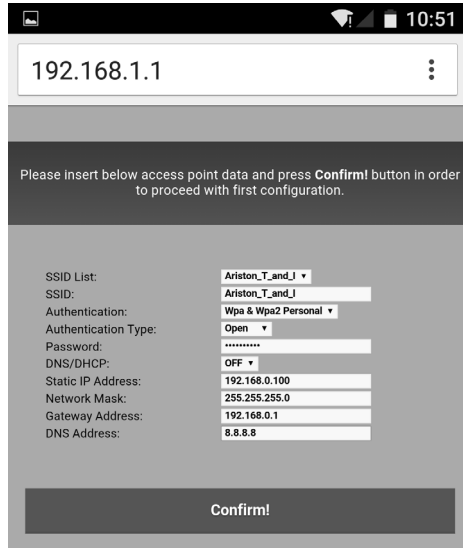 10:51
192.168.1.1
Please insert below access point data and press Confirm! button in order
to proceed with first configuration.
SSID List: Ariston_T_and_I
SSID: Ariston_T_and_I
Authentication: Wpa & Wpa2 Personal
Authentication Type: Open
Password: ••••••••••
DNS/DHCP: OFF
Static IP Address: 192.168.0.100
Network Mask: 255.255.255.0
Gateway Address: 192.168.0.1
DNS Address: 8.8.8.8
Confirm!